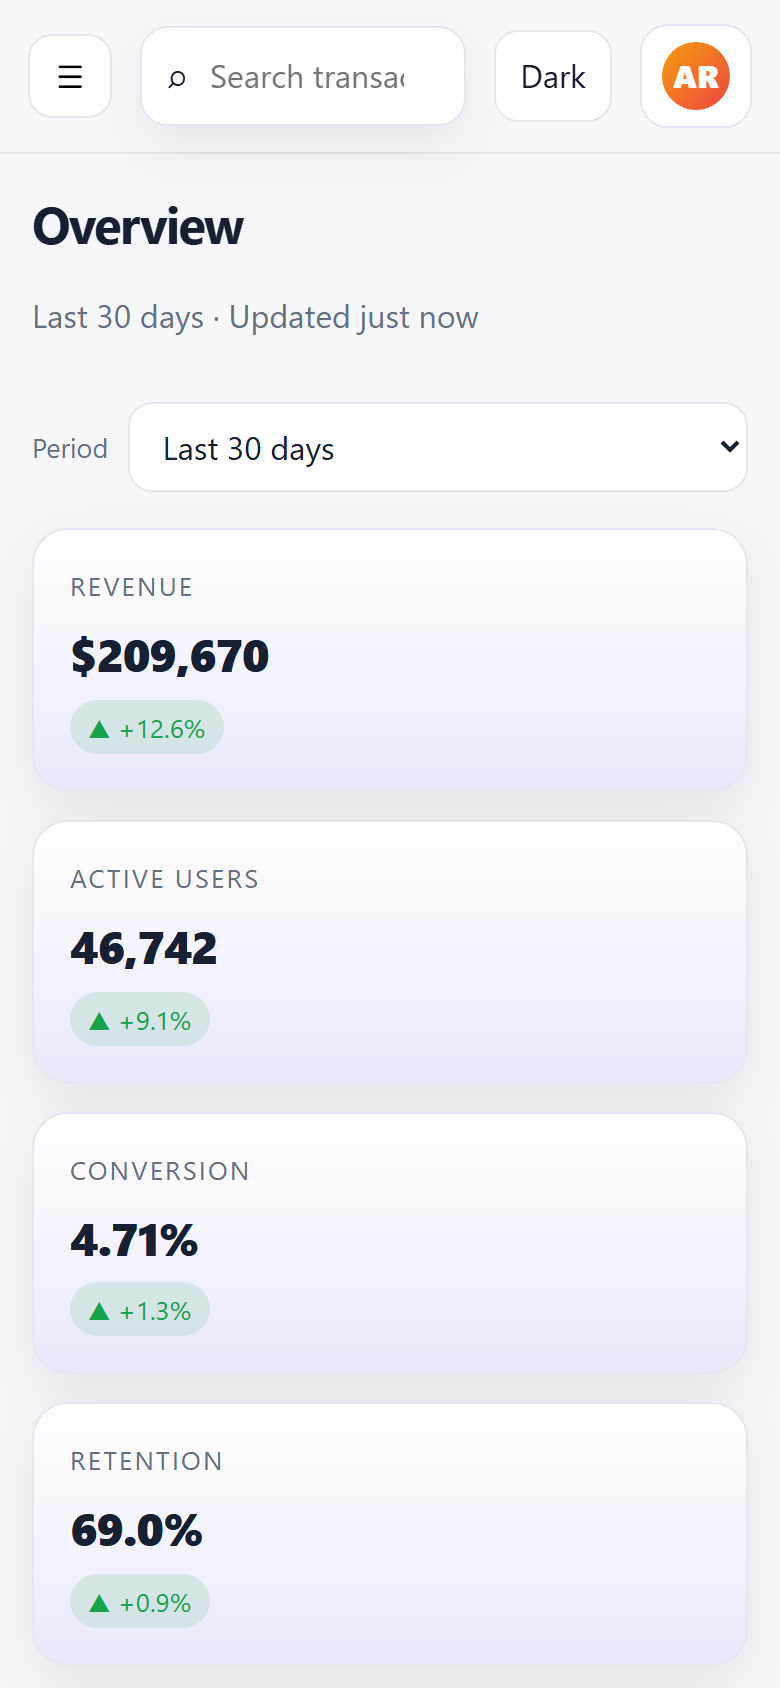 ☰ ⌕ Search transac Dark AR
Overview
Last 30 days · Updated just now
Period Last 30 days
REVENUE
$209,670
▲ +12.6%
ACTIVE USERS
46,742
▲ +9.1%
CONVERSION
4.71%
▲ +1.3%
RETENTION
69.0%
▲ +0.9%